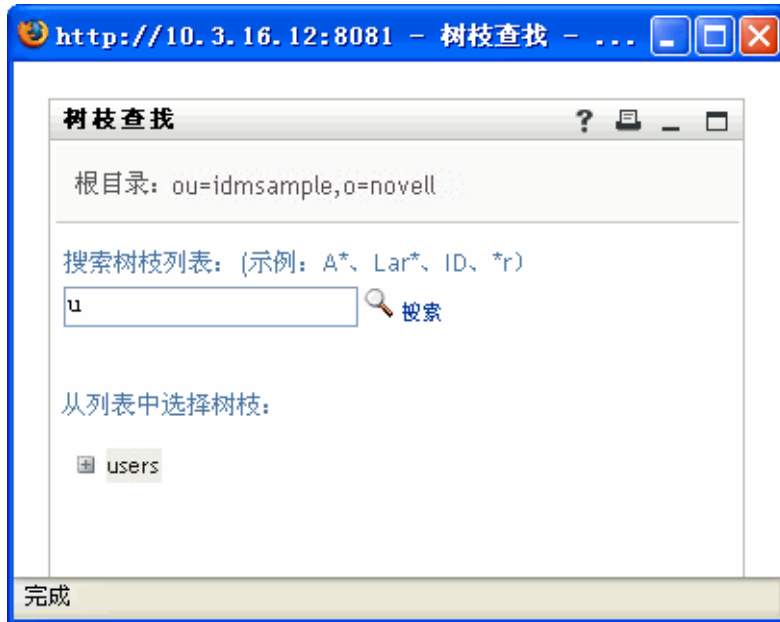 http://10.3.16.12:8081 - 树枝查找 - ...
树枝查找
根目录：ou=idmsample,o=novell
搜索树枝列表： (示例：A*、Lar*、ID、*r）
u
搜索
从列表中选择树枝：
users
完成